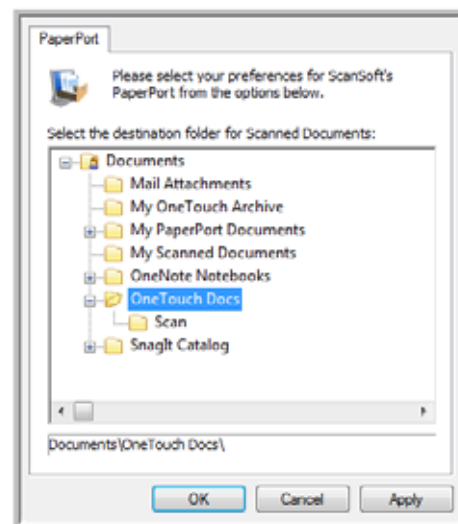 PaperPort
Please select your preferences for ScanSoft's
PaperPort from the options below.
Select the destination folder for Scanned Documents:
Documents
Mail Attachments
My OneTouch Archive
My PaperPort Documents
My Scanned Documents
OneNote Notebooks
OneTouch Docs
Scan
SnagIt Catalog
Documents\OneTouch Docs\
OK Cancel Apply